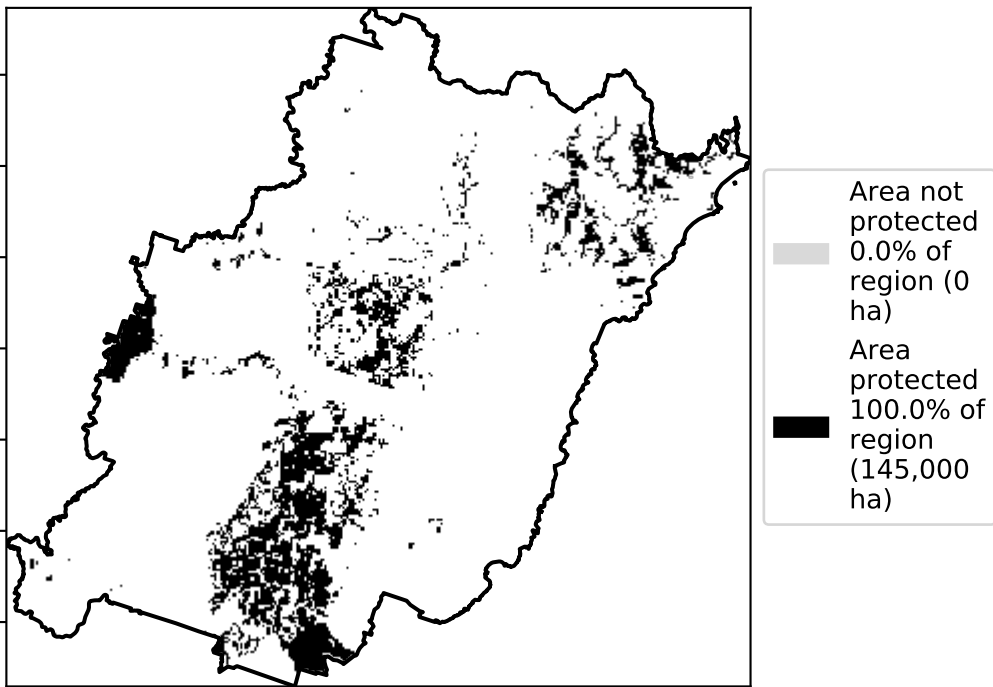 Area not
protected
0.0% of
region (0
ha)
Area
protected
100.0% of
region
(145,000
ha)